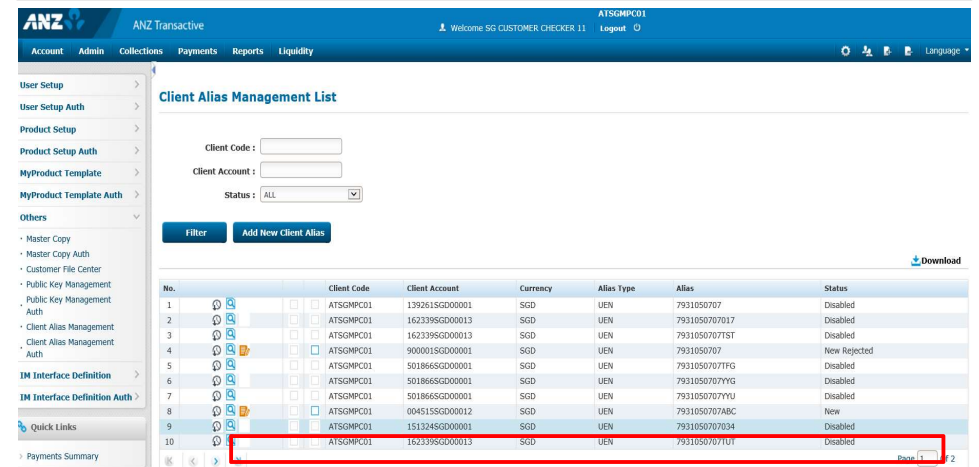 ANZ
ANZ Transactive
Welcome SG CUSTOMER CHECKER 11
ATSGMPC01
Logout
Account Admin Collections Payments Reports Liquidity
Language
User Setup
User Setup Auth
Product Setup
Product Setup Auth
MyProduct Template
MyProduct Template Auth
Others
Master Copy
Master Copy Auth
Customer File Center
Public Key Management
Public Key Management
Auth
Client Alias Management
Client Alias Management
Auth
IM Interface Definition
IM Interface Definition Auth
Quick Links
Payments Summary
Client Alias Management List
Client Code :
Client Account :
Status : ALL
Filter Add New Client Alias
Download
No. Client Code Client Account Currency Alias Type Alias Status
1 ATSGMPC01 139261SGD00001 SGD UEN 7931050707 Disabled
2 ATSGMPC01 162339SGD00013 SGD UEN 7931050707017 Disabled
3 ATSGMPC01 162339SGD00013 SGD UEN 7931050707TST Disabled
4 ATSGMPC01 900001SGD00001 SGD UEN 7931050707 New Rejected
5 ATSGMPC01 501866SGD00001 SGD UEN 7931050707TFG Disabled
6 ATSGMPC01 501866SGD00001 SGD UEN 7931050707YYG Disabled
7 ATSGMPC01 501866SGD00001 SGD UEN 7931050707YYU Disabled
8 ATSGMPC01 004515SGD00012 SGD UEN 7931050707ABC New
9 ATSGMPC01 151324SGD00001 SGD UEN 7931050707034 Disabled
10 ATSGMPC01 162339SGD00013 SGD UEN 7931050707TUT Disabled
Page 1 of 2